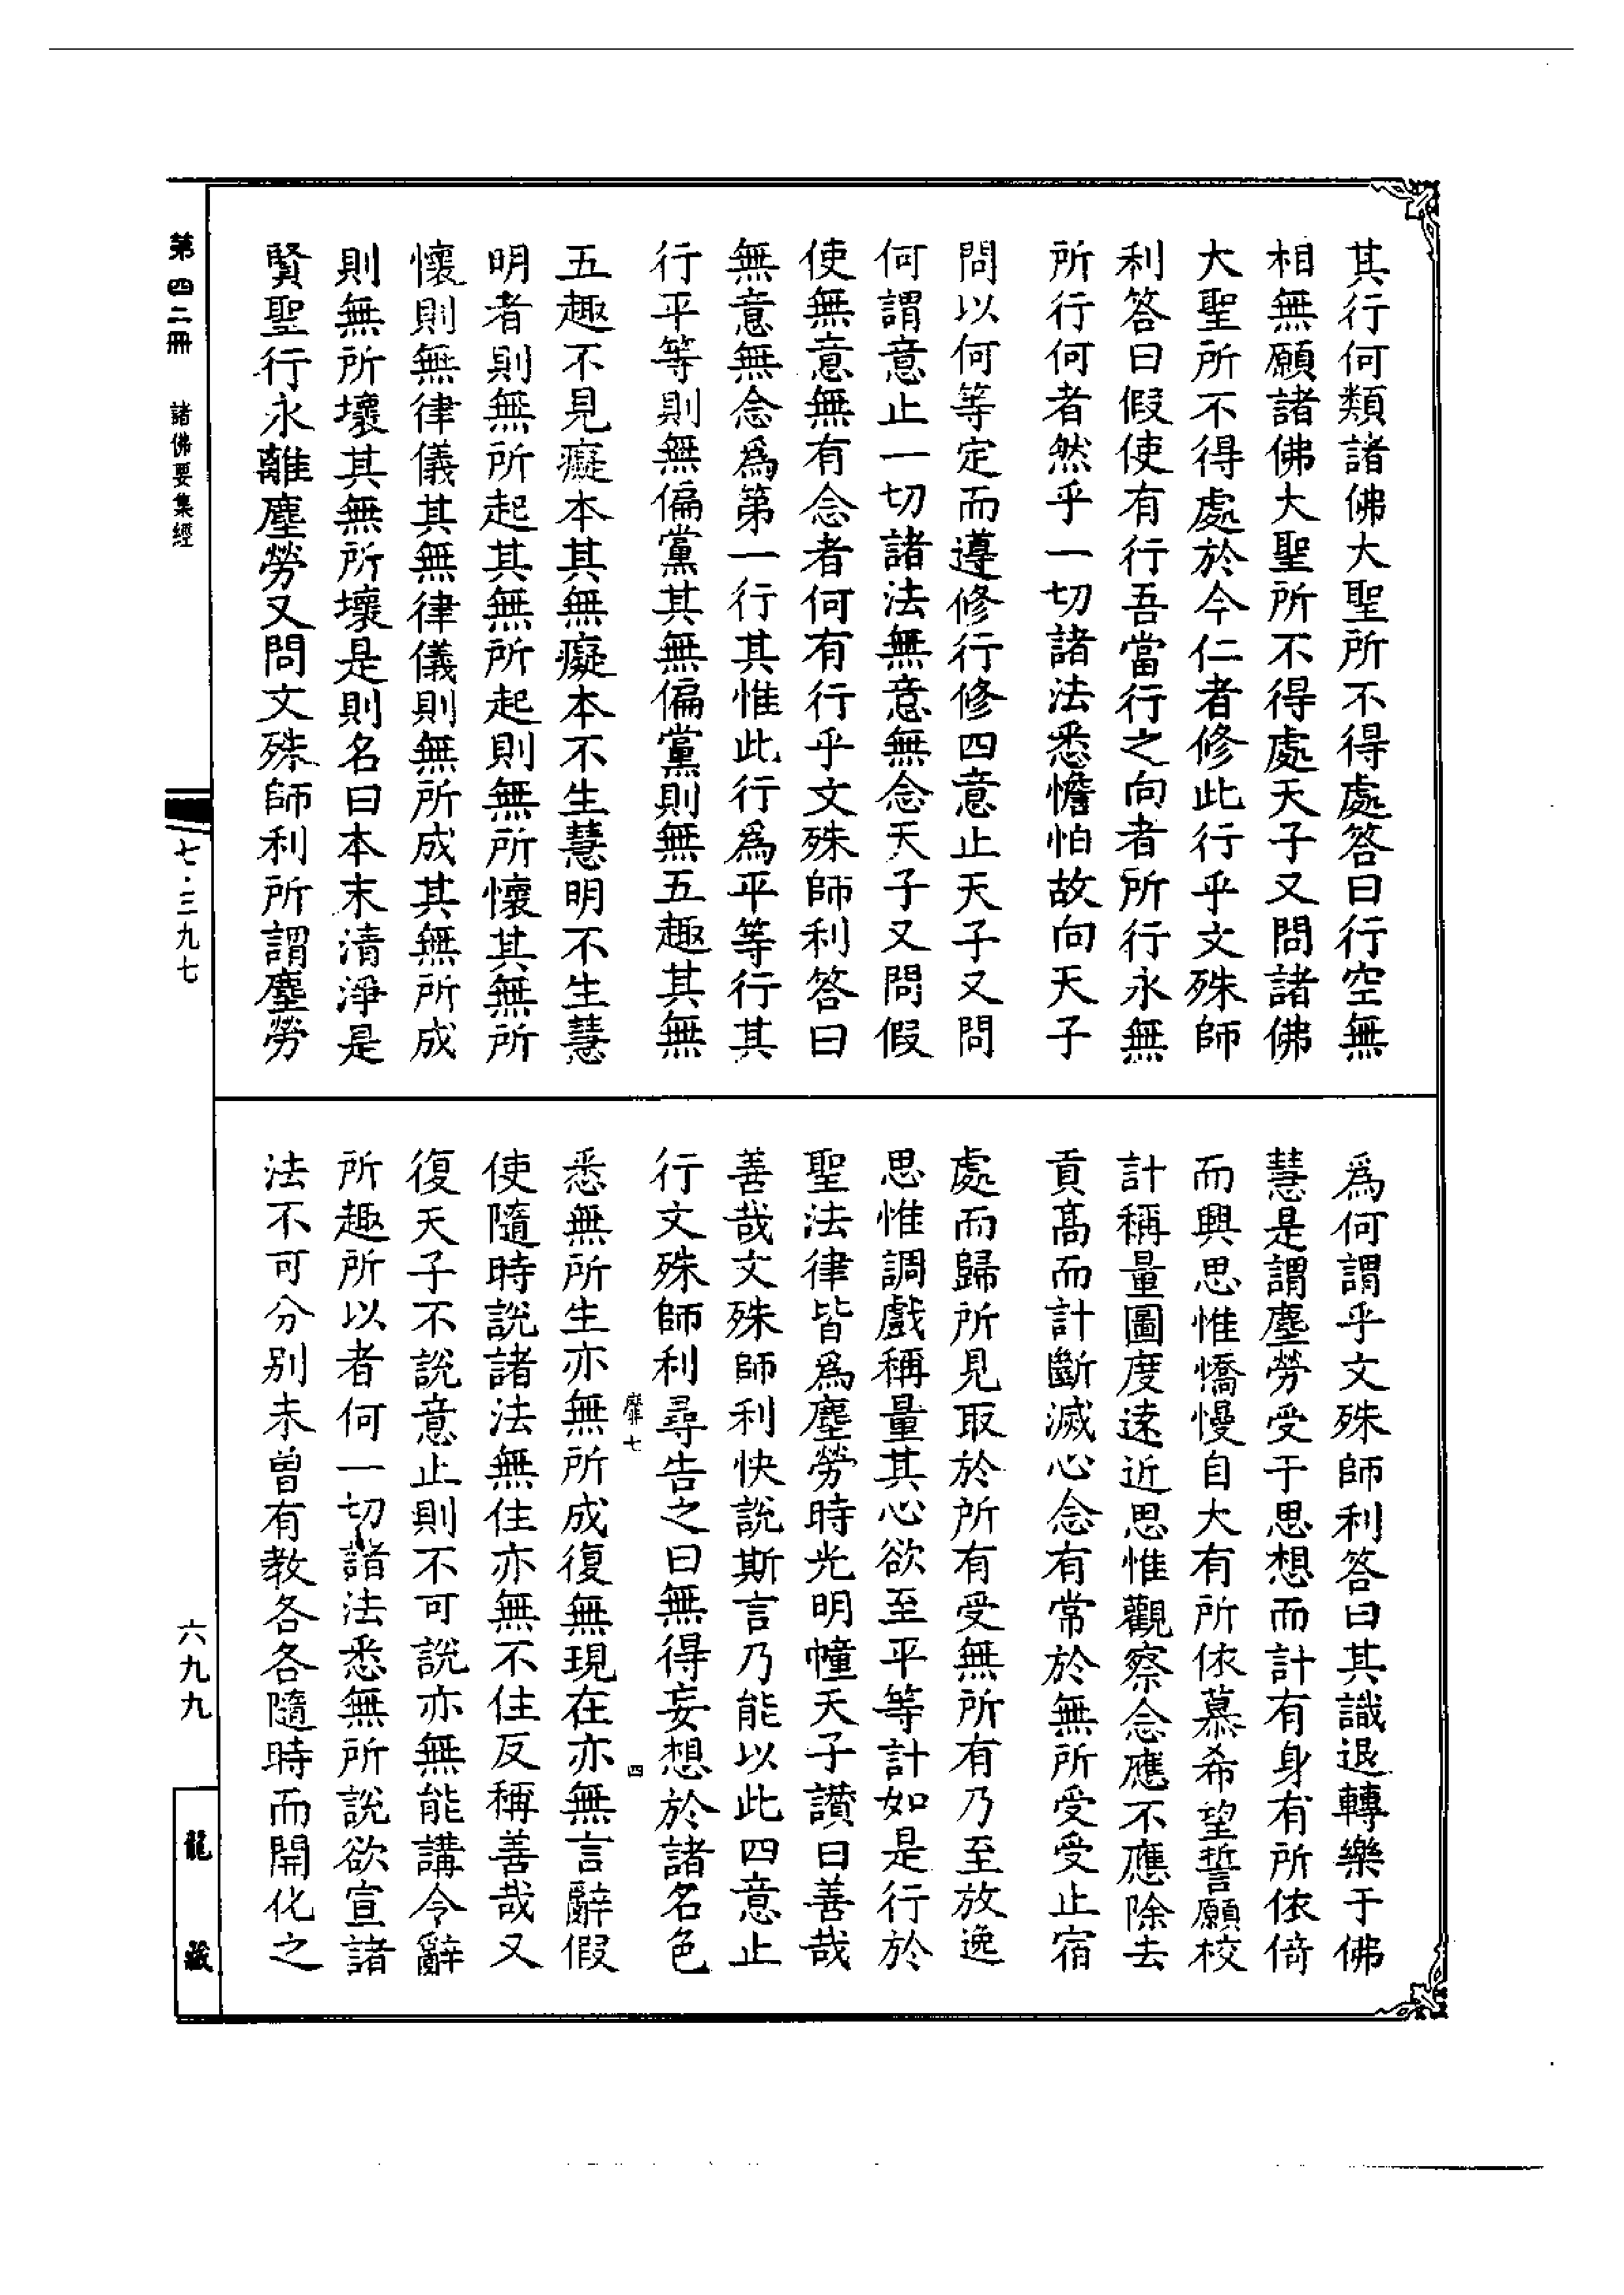 其行何類諸佛大聖所不得處答曰行空無
相無願諸佛大聖所不得處天子又問諸佛
大聖所不得處於今仁者修此行乎文殊師
利答曰假使有行吾當行之向者所行永無
所行何者然乎一切諸法悉憺怕故向天子
問以何等定而遵修行修四意止天子又問
何謂意止一切諸法無意無念天子又問假
使無意無有念者何有行乎文殊師利答曰
無意無念為第一行其惟此行為平等行其
行平等則無偏黨其無偏黨則無五趣其無
五趣不見癡本其無癡本不生慧明不生慧
明者則無所起其無所起則無所懷其無所
懷則無律儀其無律儀則無所成其無所成
則無所壞其無所壞是則名曰本末清淨是
賢聖行永離塵勞又問文殊師利所謂塵勞
為何謂乎文殊師利答曰其識退轉樂于佛
慧是謂塵勞受于思想而計有身有所依倚
而興思惟憍慢自大有所依慕希望誓願校
計稱量圖度遠近思惟觀察念應不應除去
貢高而計斷滅心念有常於無所受受止宿
處而歸所見取於所有受無所有乃至放逸
思惟調戲稱量其心欲至平等計如是行於
聖法律皆為塵勞時光明幢天子讚曰善哉
善哉文殊師利快說斯言乃能以此四意止
行文殊師利尋告之曰無得妄想於諸名色
靡七
四
悉無所生亦無所成復無現在亦無言辭假
使隨時說諸法無住亦無不住反稱善哉又
復天子不說意止則不可說亦無能講令辭
所趣所以者何一切諸法悉無所說欲宣諸
法不可分別未曾有教各各隨時而開化之
第四二冊 諸佛要集經
七·三九七
六九九
龍藏